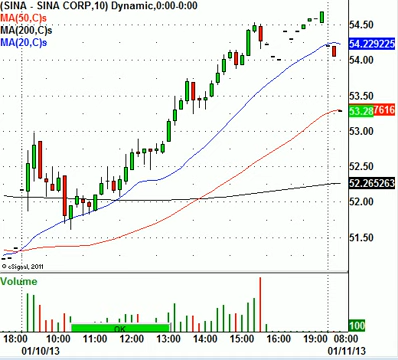 (SINA - SINA CORP,10) Dynamic,0:00-0:00
MA(50,C)s
MA(200,C)s
MA(20,C)s
54.50
54.229225
53.50
53.28
7616
53.00
52.50
52.265263
52.00
51.50
© eSignal, 2011
Volume
OK
100
18:00 10:00 11:00 12:00 13:00 14:00 15:00 16:00 18:00 19:00 08:00
01/10/13 01/11/13